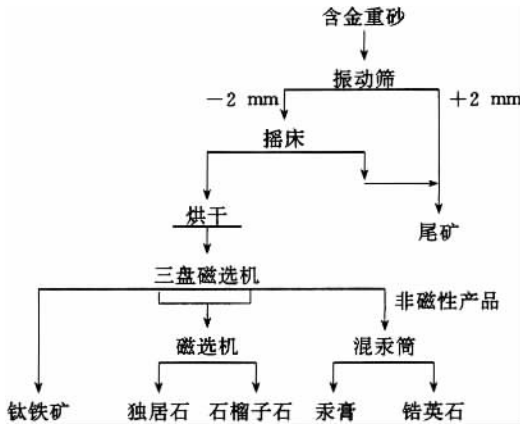 含金重砂
振动筛
－2 mm
＋2 mm
摇床
烘干
尾矿
三盘磁选机
非磁性产品
磁选机
混汞筒
钛铁矿
独居石
石榴子石
汞膏
锆英石